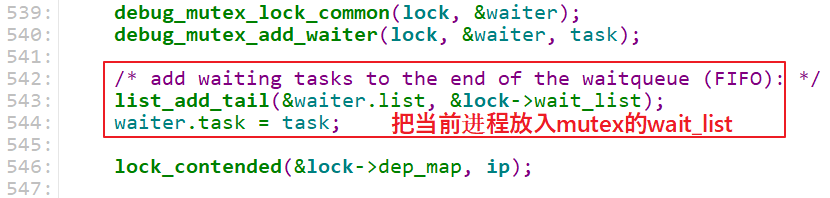 539: debug_mutex_lock_common(lock, &waiter);
540: debug_mutex_add_waiter(lock, &waiter, task);
541:
542: /* add waiting tasks to the end of the waitqueue (FIFO): */
543: list_add_tail(&waiter.list, &lock->wait_list);
544: waiter.task = task; 把当前进程放入mutex的wait_list
545:
546: lock_contended(&lock->dep_map, ip);
547: